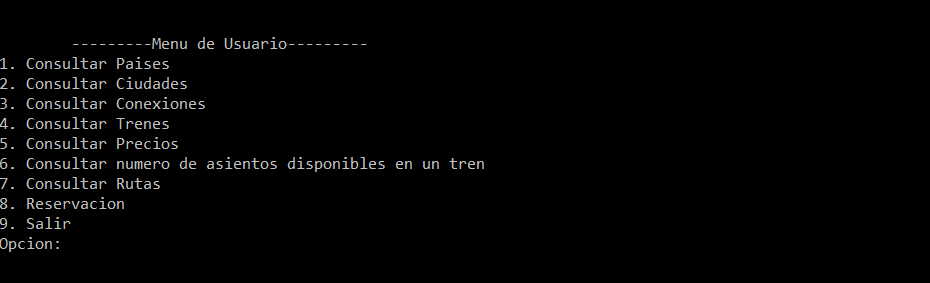 ---------Menu de Usuario---------
1. Consultar Paises
2. Consultar Ciudades
3. Consultar Conexiones
4. Consultar Trenes
5. Consultar Precios
6. Consultar numero de asientos disponibles en un tren
7. Consultar Rutas
8. Reservacion
9. Salir
Opcion: